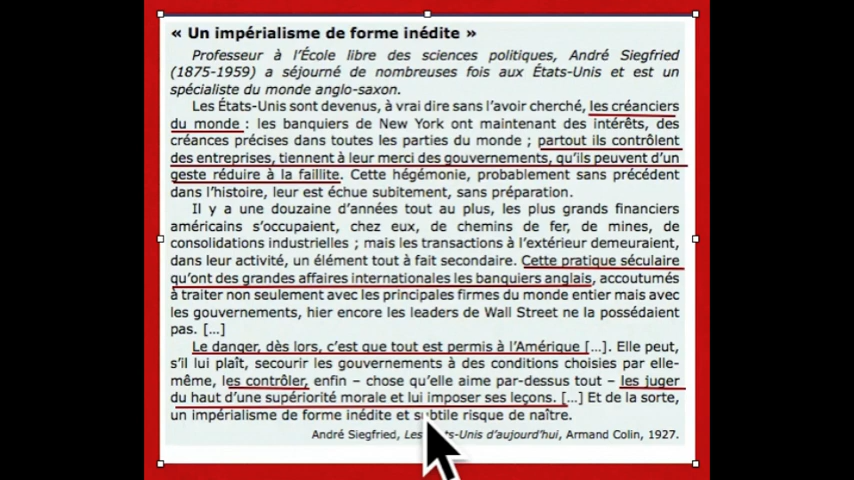 « Un impérialisme de forme inédite »
Professeur à l'École libre des sciences politiques, André Siegfried
(1875-1959) a séjourné de nombreuses fois aux États-Unis et est un
spécialiste du monde anglo-saxon.
Les États-Unis sont devenus, à vrai dire sans l'avoir cherché, les créanciers
du monde : les banquiers de New York ont maintenant des intérêts, des
créances précises dans toutes les parties du monde ; partout ils contrôlent
des entreprises, tiennent à leur merci des gouvernements, qu'ils peuvent d'un
geste réduire à la faillite. Cette hégémonie, probablement sans précédent
dans l'histoire, leur est échue subitement, sans préparation.
Il y a une douzaine d'années tout au plus, les plus grands financiers
américains s'occupaient, chez eux, de chemins de fer, de mines, de
consolidations industrielles ; mais les transactions à l'extérieur demeuraient,
dans leur activité, un élément tout à fait secondaire. Cette pratique séculaire
qu'ont des grandes affaires internationales les banquiers anglais, accoutumés
à traiter non seulement avec les principales firmes du monde entier mais avec
les gouvernements, hier encore les leaders de Wall Street ne la possédaient
pas. […]
Le danger, dès lors, c'est que tout est permis à l'Amérique […]. Elle peut,
s'il lui plaît, secourir les gouvernements à des conditions choisies par elle-
même, les contrôler, enfin – chose qu'elle aime par-dessus tout – les juger
du haut d'une supériorité morale et lui imposer ses leçons. […] Et de la sorte,
un impérialisme de forme inédite et subtile risque de naître.
André Siegfried, Les d'aujourd'hui, Armand Colin, 1927.